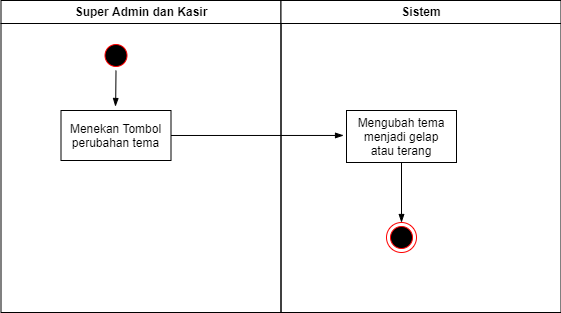 Super Admin dan Kasir
Sistem
Menekan Tombol
perubahan tema
Mengubah tema
menjadi gelap
atau terang